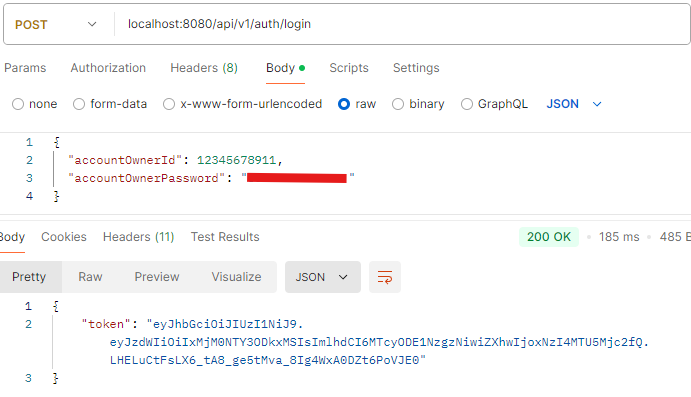 POST localhost:8080/api/v1/auth/login
Params Authorization Headers (8) Body Scripts Settings
none form-data x-www-form-urlencoded raw binary GraphQL JSON
1 {
2 "accountOwnerId": 12345678911,
3 "accountOwnerPassword": " "
4 }
Body Cookies Headers (11) Test Results 200 OK 185 ms 485 B
Pretty Raw Preview Visualize JSON
1 {
2 "token": "eyJhbGciOiJIUzI1NiJ9.
eyJzdWIiOiIxMjM0NTY3ODkxMSIsImlhdCI6MTcyODE1NzgzNiwiZXhwIjoxNzI4MTU5Mjc2fQ.
LHELuCtFsLX6_tA8_ge5tMva_8Ig4WxA0DZt6PoVJE0"
3 }